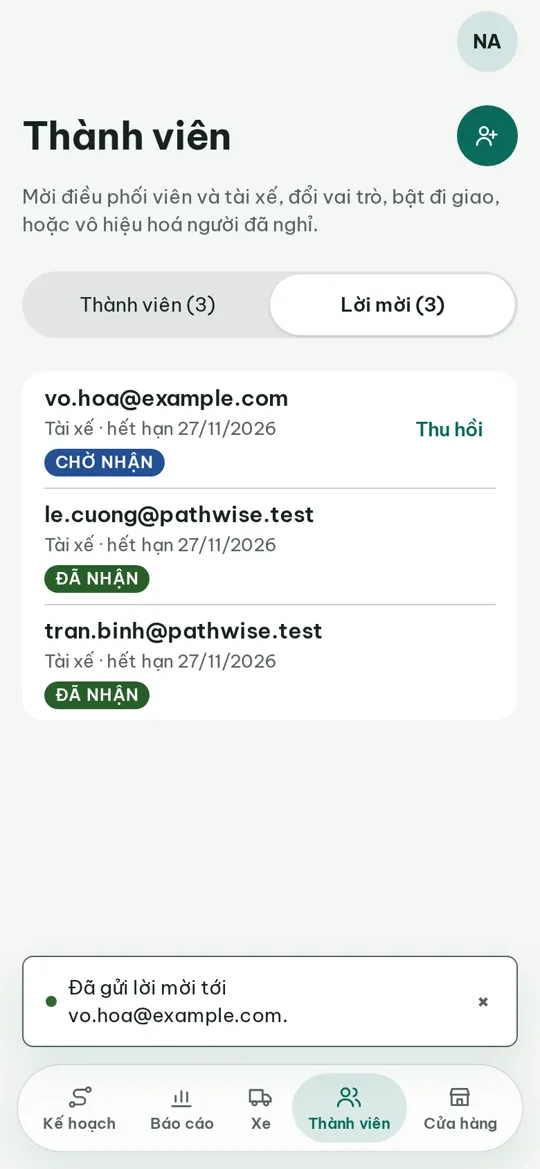 NA
Thành viên
Mời điều phối viên và tài xế, đổi vai trò, bật đi giao,
hoặc vô hiệu hoá người đã nghỉ.
Thành viên (3)
Lời mời (3)
vo.hoa@example.com
Tài xế · hết hạn 27/11/2026
Thu hồi
CHỜ NHẬN
le.cuong@pathwise.test
Tài xế · hết hạn 27/11/2026
ĐÃ NHẬN
tran.binh@pathwise.test
Tài xế · hết hạn 27/11/2026
ĐÃ NHẬN
Đã gửi lời mời tới
vo.hoa@example.com.
Kế hoạch
Báo cáo
Xe
Thành viên
Cửa hàng